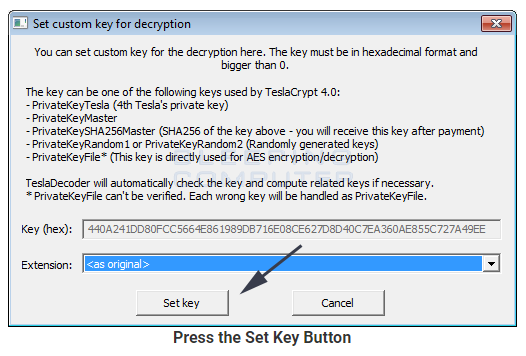 Set custom key for decryption
You can set custom key for the decryption here. The key must be in hexadecimal format and
bigger than 0.
The key can be one of the following keys used by TeslaCrypt 4.0:
- PrivateKeyTesla (4th Tesla's private key)
- PrivateKeyMaster
- PrivateKeySHA256Master (SHA256 of the key above - you will receive this key after payment)
- PrivateKeyRandom1 or PrivateKeyRandom2 (Randomly generated keys)
- PrivateKeyFile* (This key is directly used for AES encryption/decryption)
BLEEPING
COMPUTER
TeslaDecoder will automatically check the key and compute related keys if necessary.
* PrivateKeyFile can't be verified. Each wrong key will be handled as PrivateKeyFile.
Key (hex): 440A241DD80FCC5664E861989DB716E08CE627D8D40C7EA360AE855C727A49EE
Extension: <as original>
Set key Cancel
Press the Set Key Button